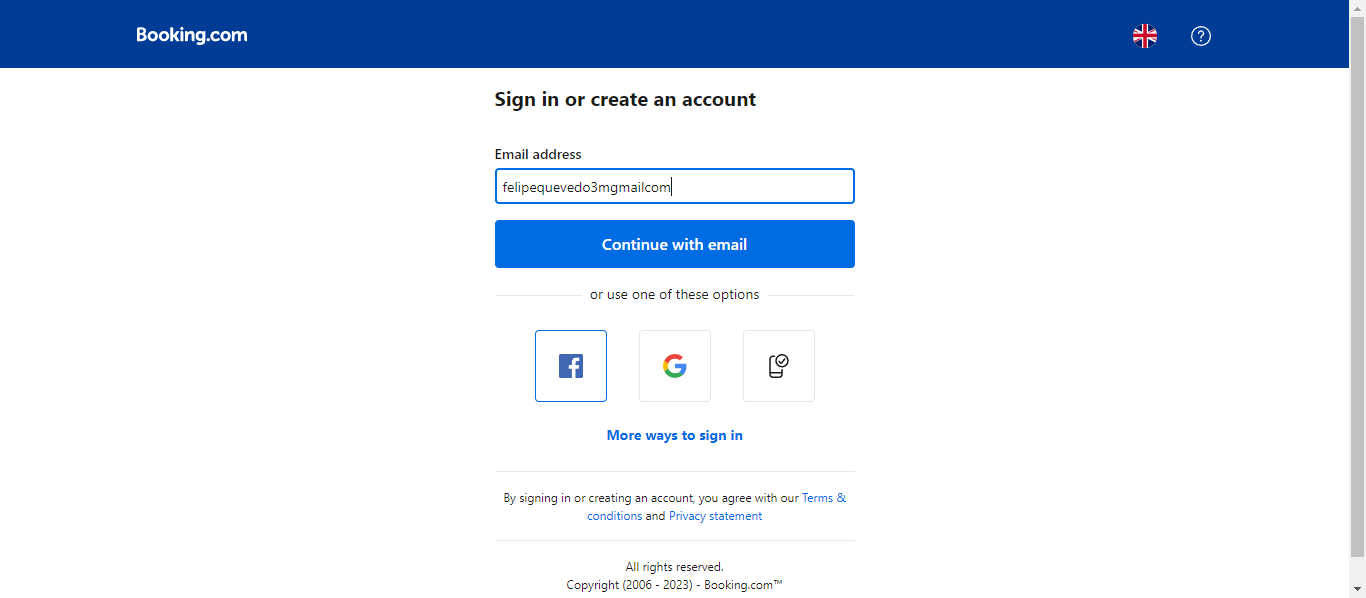 Booking.com
Sign in or create an account
Email address
felipequevedo3mgmailcom
Continue with email
or use one of these options
More ways to sign in
By signing in or creating an account, you agree with our Terms &
conditions and Privacy statement
All rights reserved.
Copyright (2006 - 2023) - Booking.com™